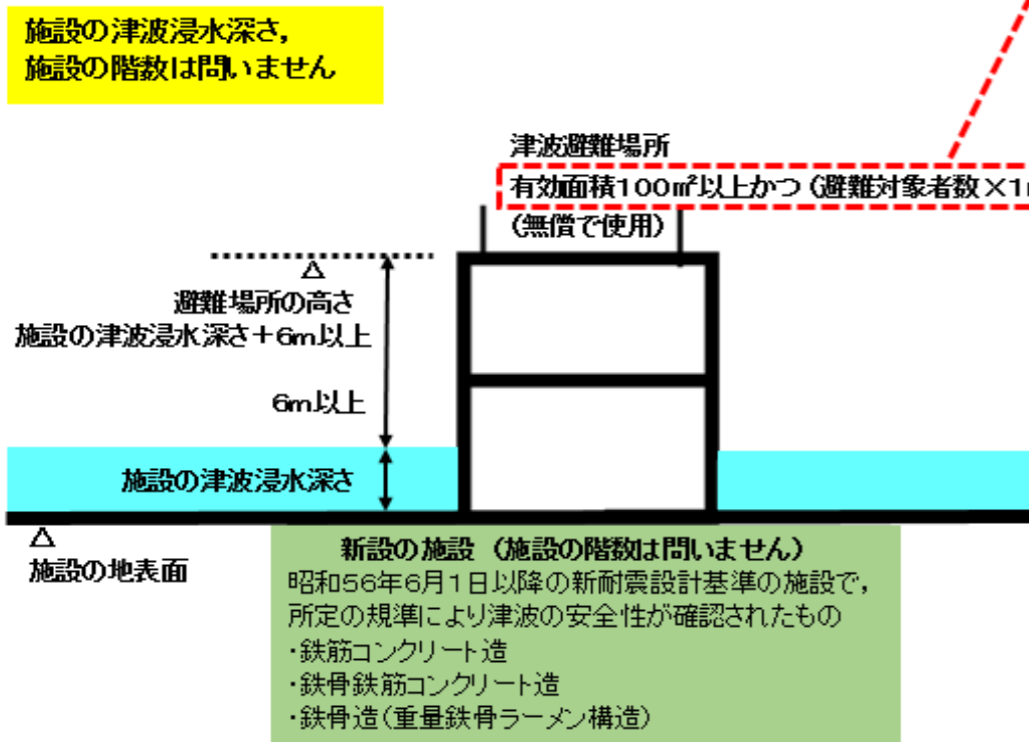 施設の津波浸水深さ,
施設の階数は問いません
津波避難場所
有効面積100㎡以上かつ(避難対象者数×1
(無償で使用)
△
避難場所の高さ
施設の津波浸水深さ+6m以上
6m以上
施設の津波浸水深さ
△
施設の地表面
新設の施設 (施設の階数は問いません)
昭和56年6月1日以降の新耐震設計基準の施設で,
所定の規準により津波の安全性が確認されたもの
・鉄筋コンクリート造
・鉄骨鉄筋コンクリート造
・鉄骨造(重量鉄骨ラーメン構造)